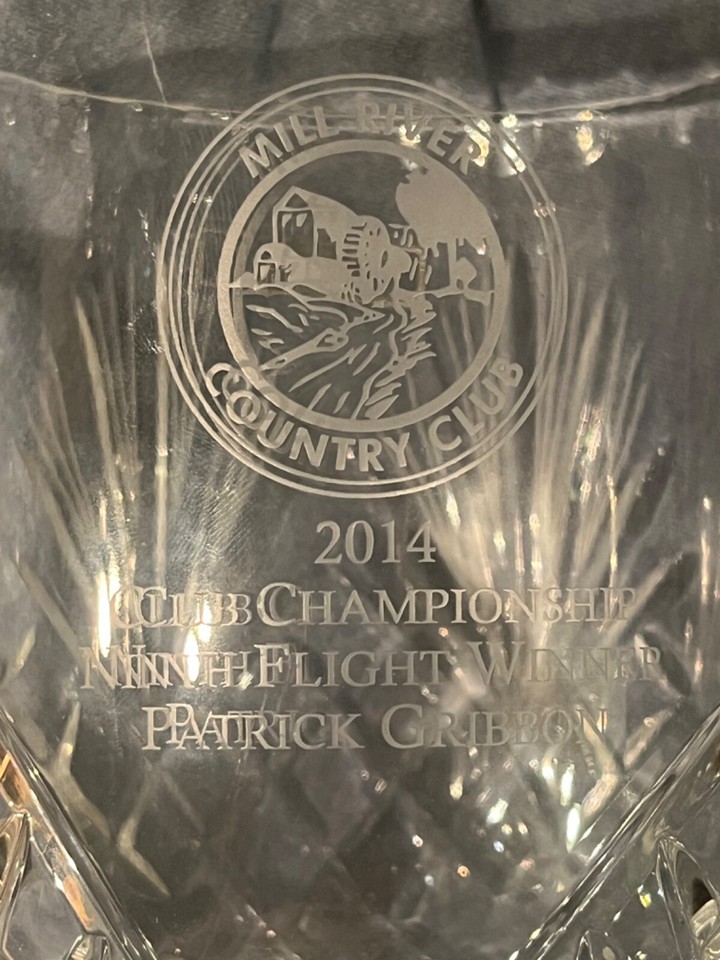 MILL RIVER
COUNTRY CLUB
2014
CLUB CHAMPIONSHIP
NINTH FLIGHT WINNER
PATRICK GRIBBON